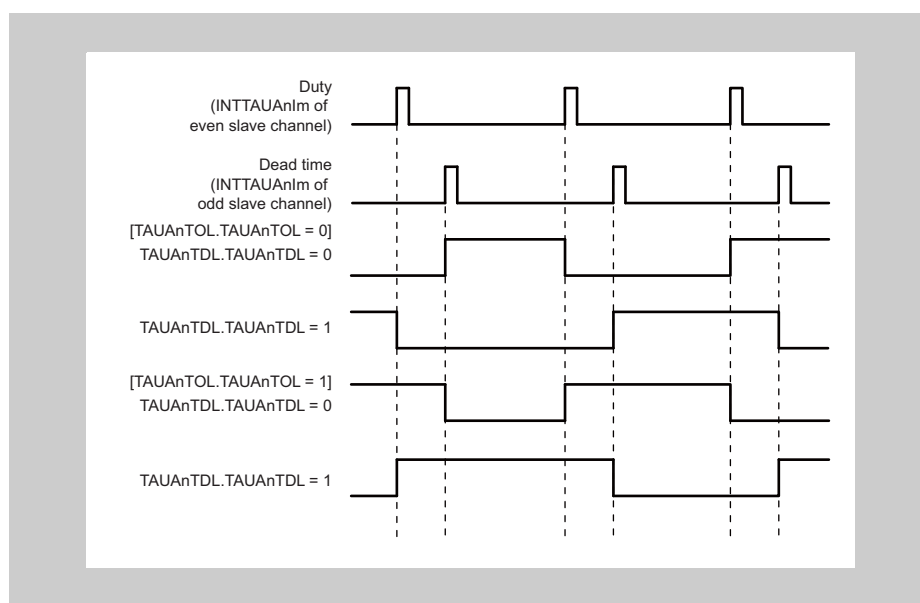 Duty
(INTTAUAnIm of
even slave channel)
Dead time
(INTTAUAnIm of
odd slave channel)
[TAUAnTOL.TAUAnTOL = 0]
TAUAnTDL.TAUAnTDL = 0
TAUAnTDL.TAUAnTDL = 1
[TAUAnTOL.TAUAnTOL = 1]
TAUAnTDL.TAUAnTDL = 0
TAUAnTDL.TAUAnTDL = 1